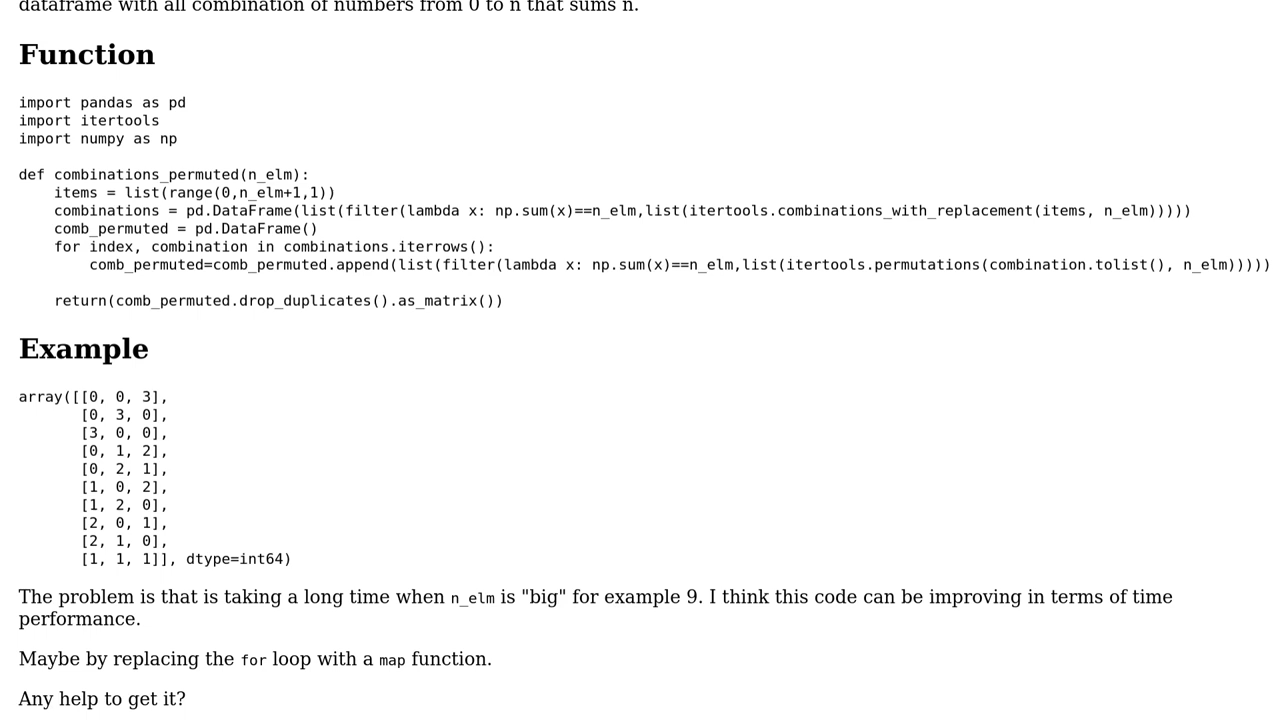 dataframe with all combination of numbers from 0 to n that sums n.
Function
import pandas as pd
import itertools
import numpy as np
def combinations_permuted(n_elm):
    items = list(range(0,n_elm+1,1))
    combinations = pd.DataFrame(list(filter(lambda x: np.sum(x)==n_elm,list(itertools.combinations_with_replacement(items, n_elm)))))
    comb_permuted = pd.DataFrame()
    for index, combination in combinations.iterrows():
        comb_permuted=comb_permuted.append(list(filter(lambda x: np.sum(x)==n_elm,list(itertools.permutations(combination.tolist(), n_elm)))))
    return(comb_permuted.drop_duplicates().as_matrix())
Example
array([[0, 0, 3],
       [0, 3, 0],
       [3, 0, 0],
       [0, 1, 2],
       [0, 2, 1],
       [1, 0, 2],
       [1, 2, 0],
       [2, 0, 1],
       [2, 1, 0],
       [1, 1, 1]], dtype=int64)
The problem is that is taking a long time when n_elm is "big" for example 9. I think this code can be improving in terms of time
performance.
Maybe by replacing the for loop with a map function.
Any help to get it?